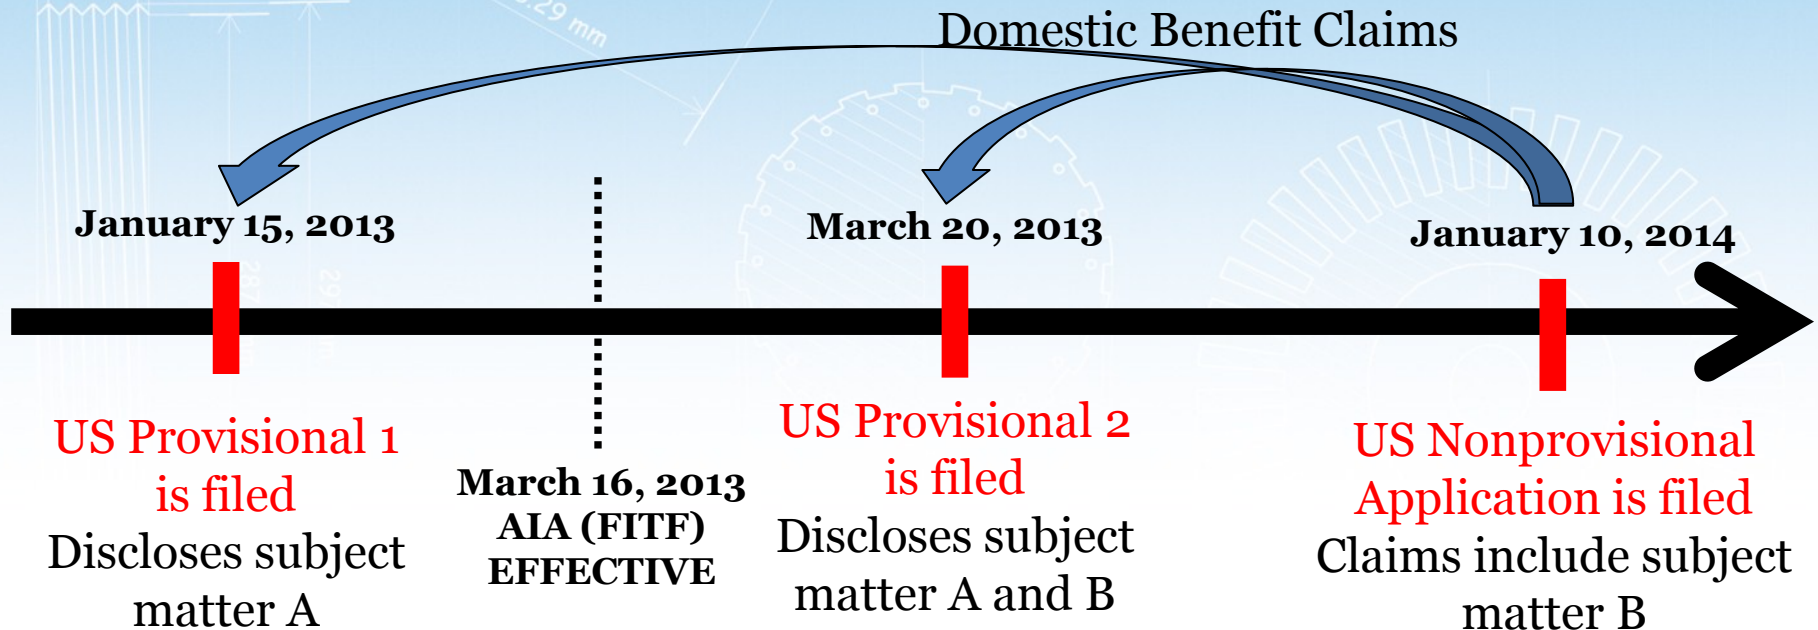 Domestic Benefit Claims
January 15, 2013
March 20, 2013
January 10, 2014
US Provisional 1
is filed
Discloses subject
matter A
March 16, 2013
AIA (FITF)
EFFECTIVE
US Provisional 2
is filed
Discloses subject
matter A and B
US Nonprovisional
Application is filed
Claims include subject
matter B